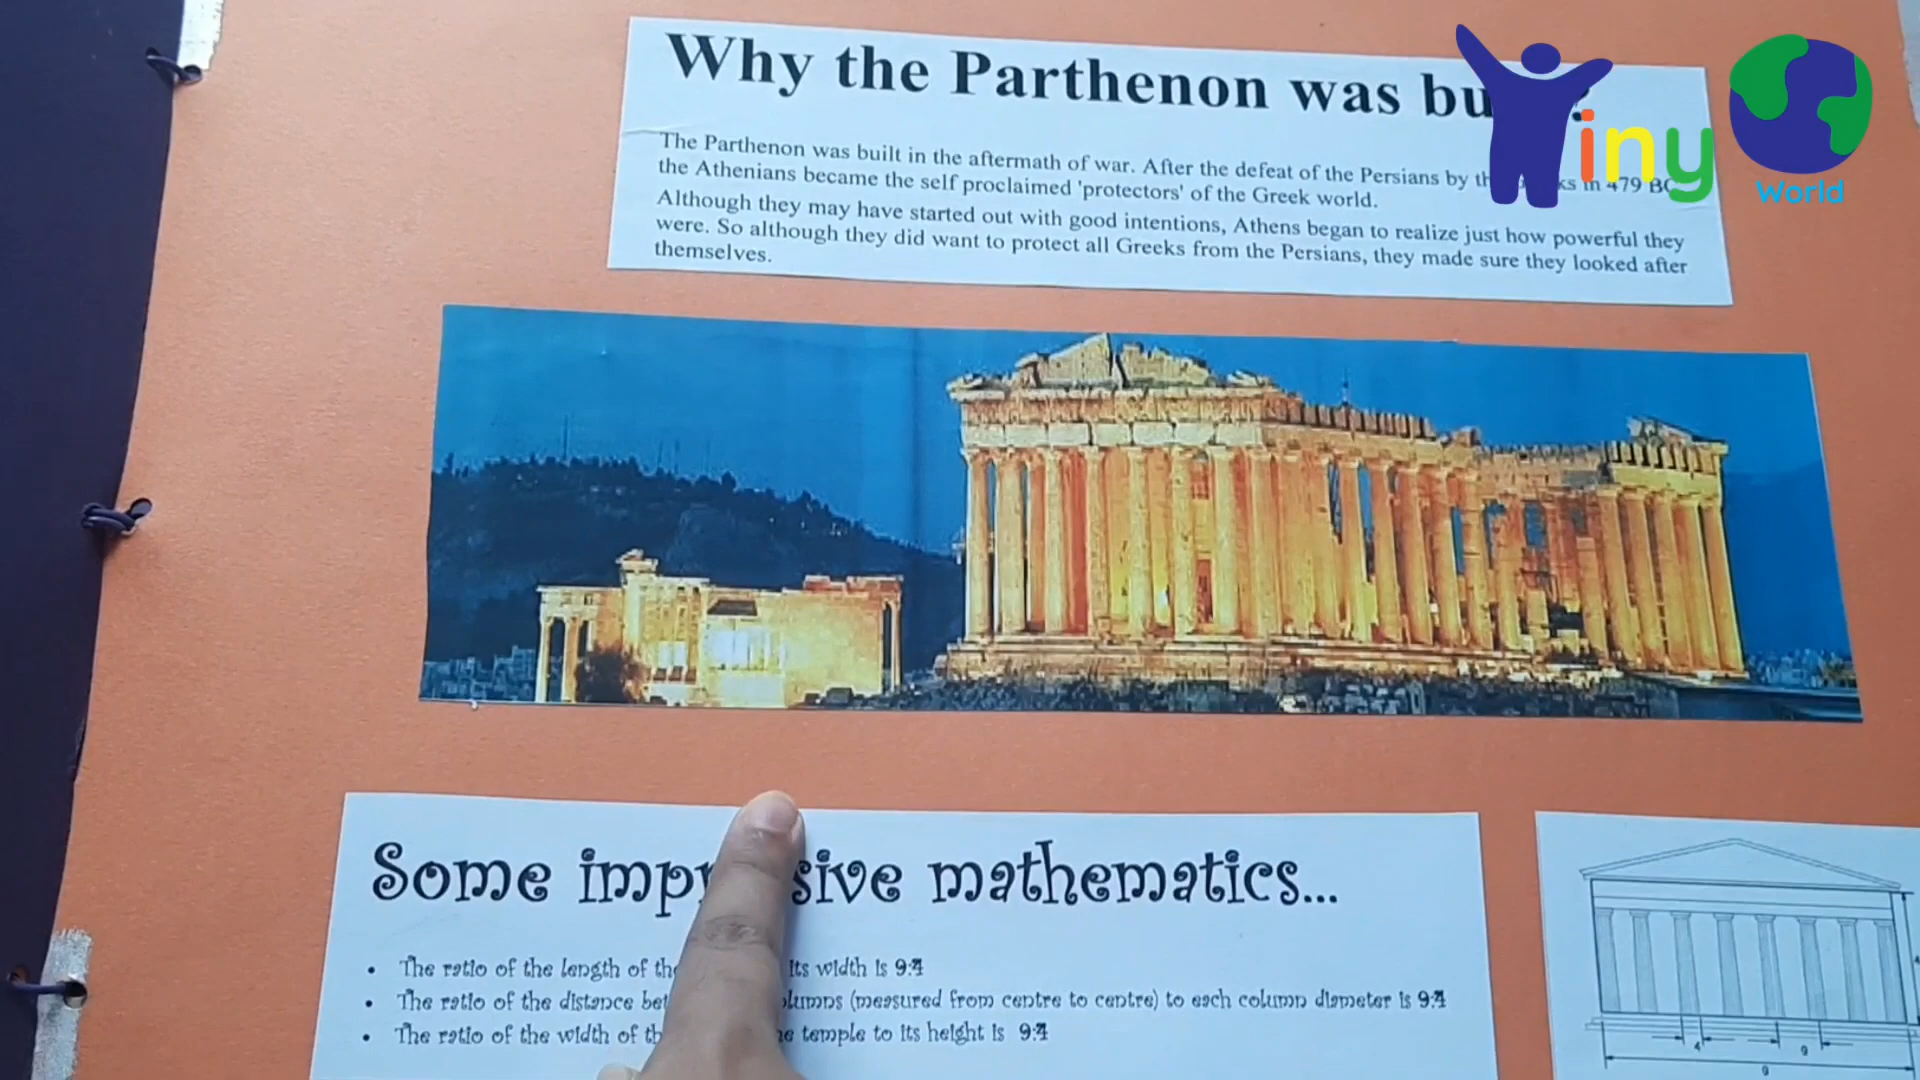 Why the Parthenon was bu ?
The Parthenon was built in the aftermath of war. After the defeat of the Persians by in 479 BC
the Athenians became the self proclaimed 'protectors' of the Greek world.
Although they may have started out with good intentions, Athens began to realize just how powerful they
were. So although they did want to protect all Greeks from the Persians, they made sure they looked after
themselves.
Tiny World
Some impr sive mathematics...
• The ratio of the length of the its width is 9:4
• The ratio of the distance bet columns (measured from centre to centre) to each column diameter is 9:4
• The ratio of the width of th temple to its height is 9:4
4
9
9